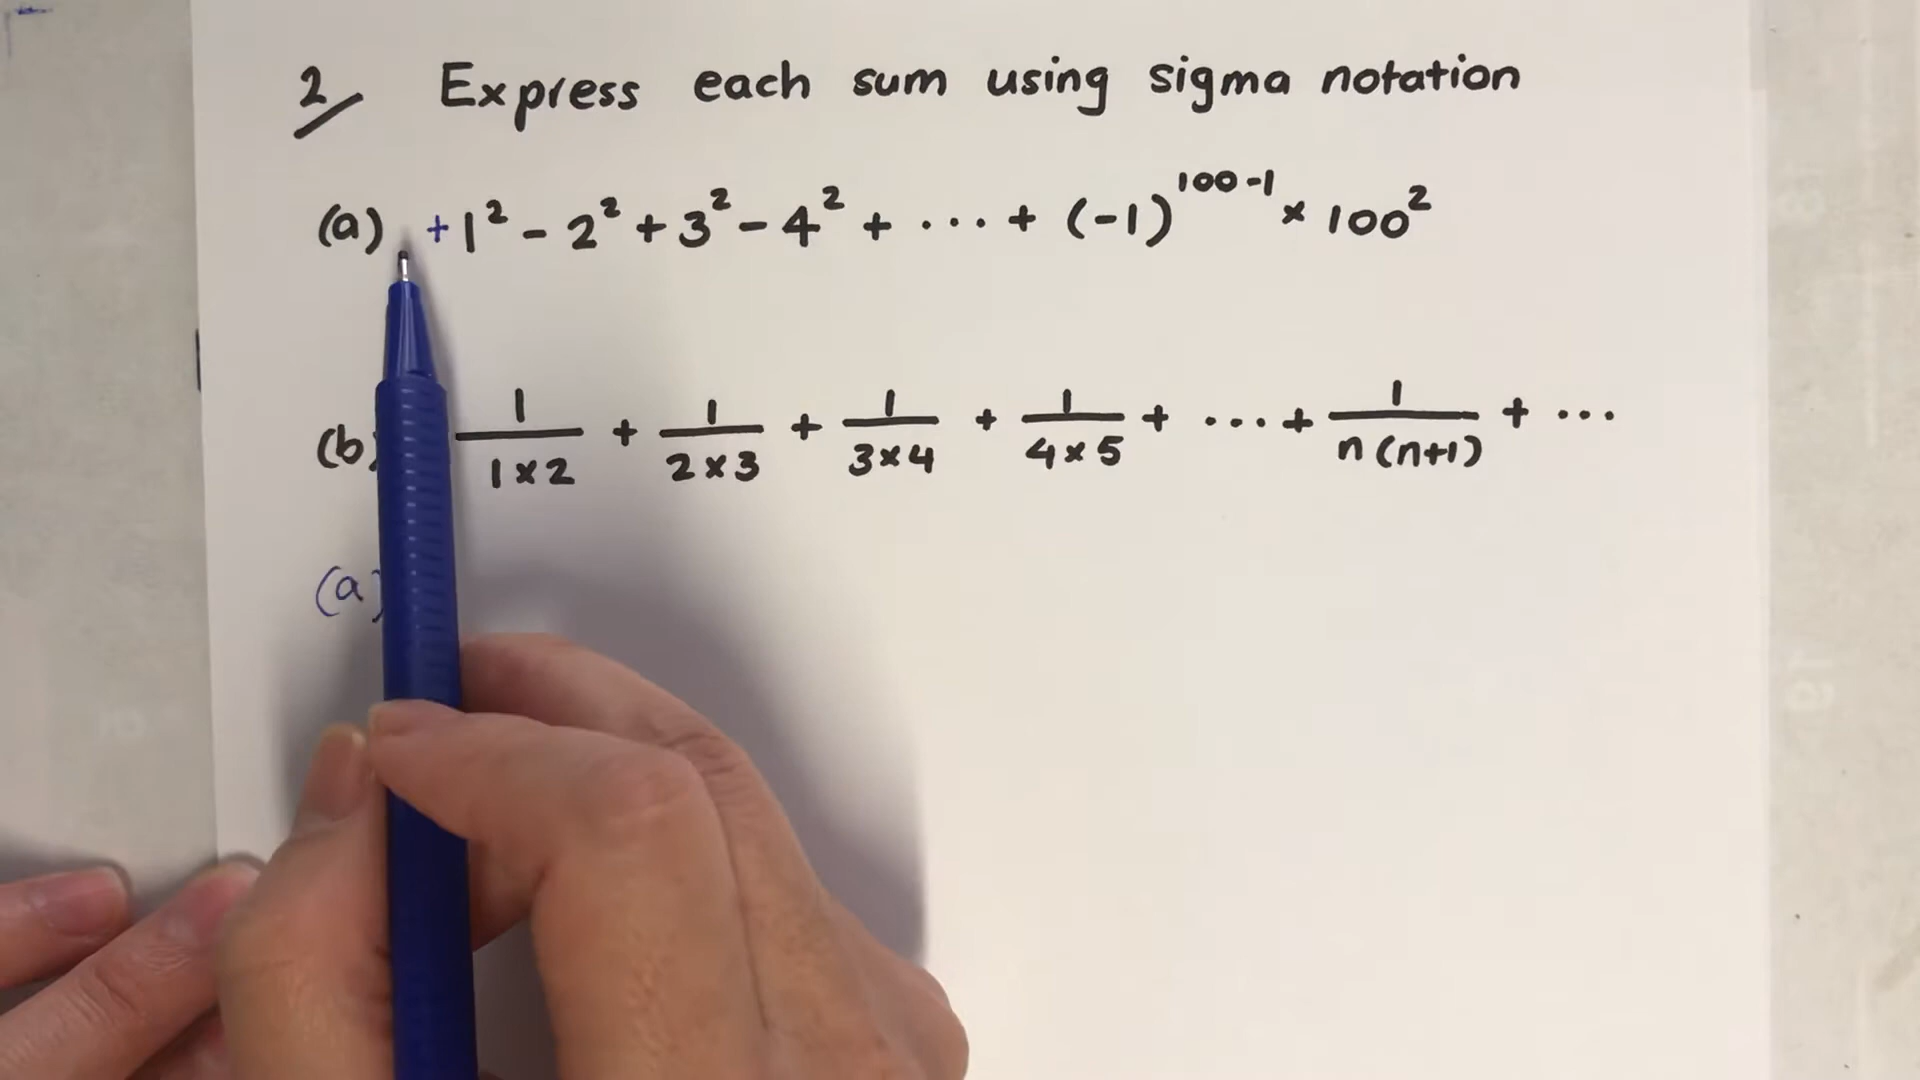 2/ Express each sum using sigma notation
(a) +1² - 2² + 3² - 4² + ... + (-1)¹⁰⁰⁻¹ × 100²
(b) 1/(1×2) + 1/(2×3) + 1/(3×4) + 1/(4×5) + ... + 1/(n(n+1)) + ...
(a)